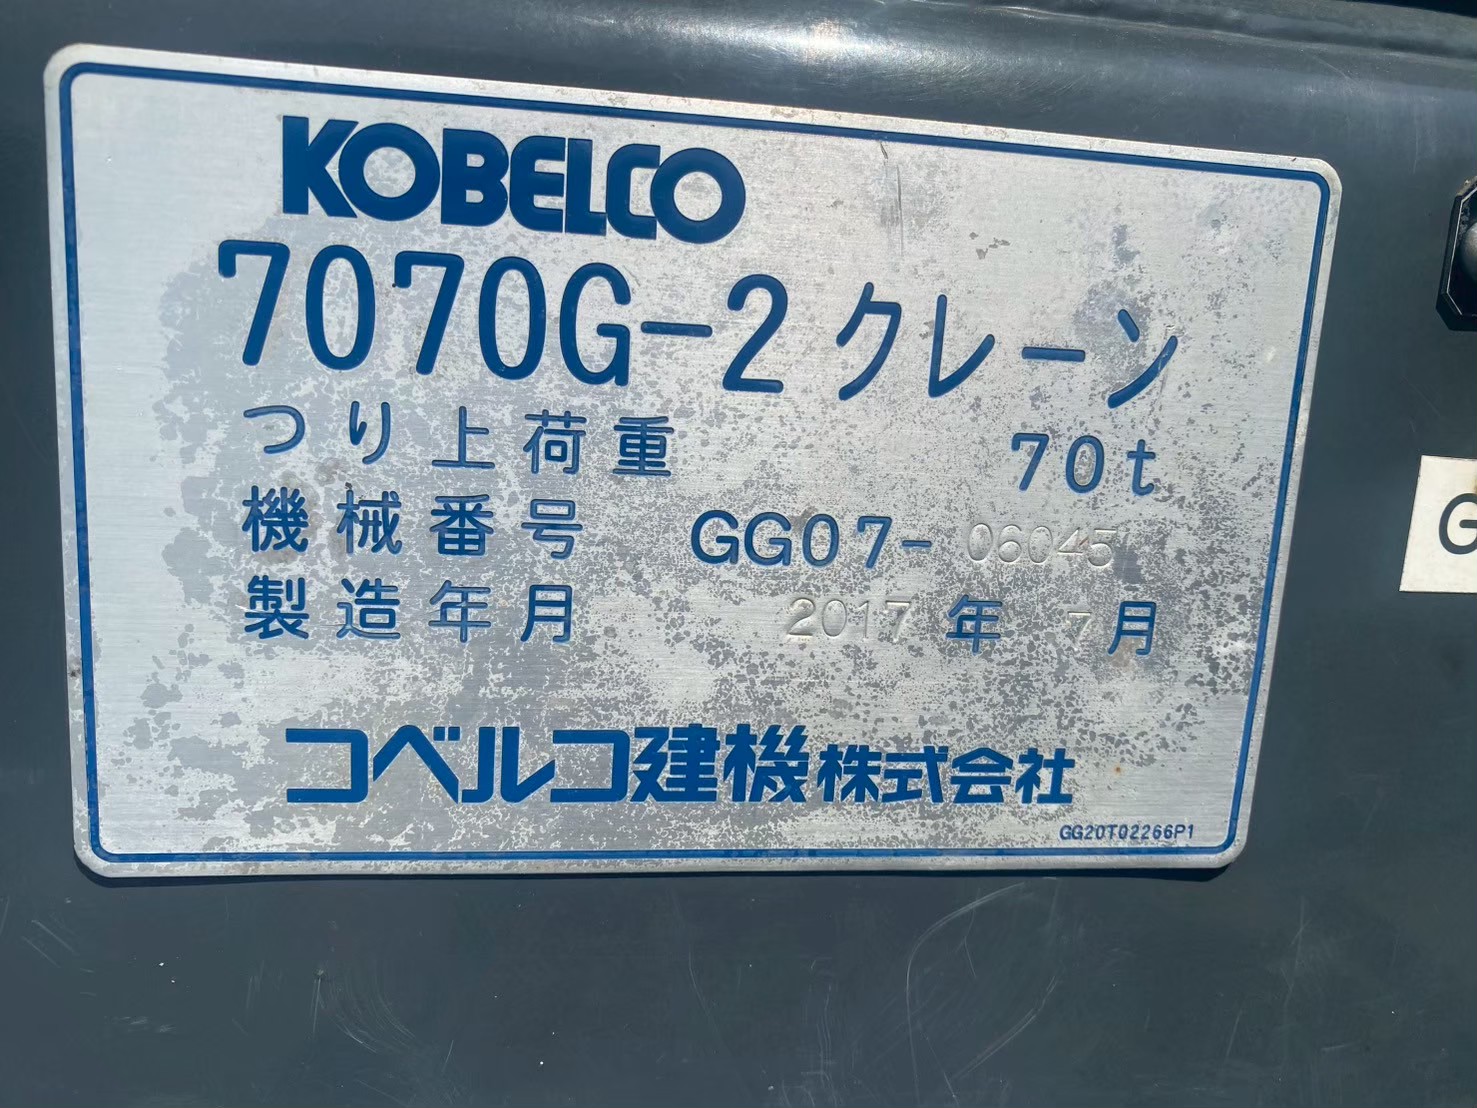 KOBELCO
7070G-2クレーン
つり上荷重 70t
機械番号 GG07-06045
製造年月 2017年 7月
コベルコ建機株式会社
GG20T02266P1
G